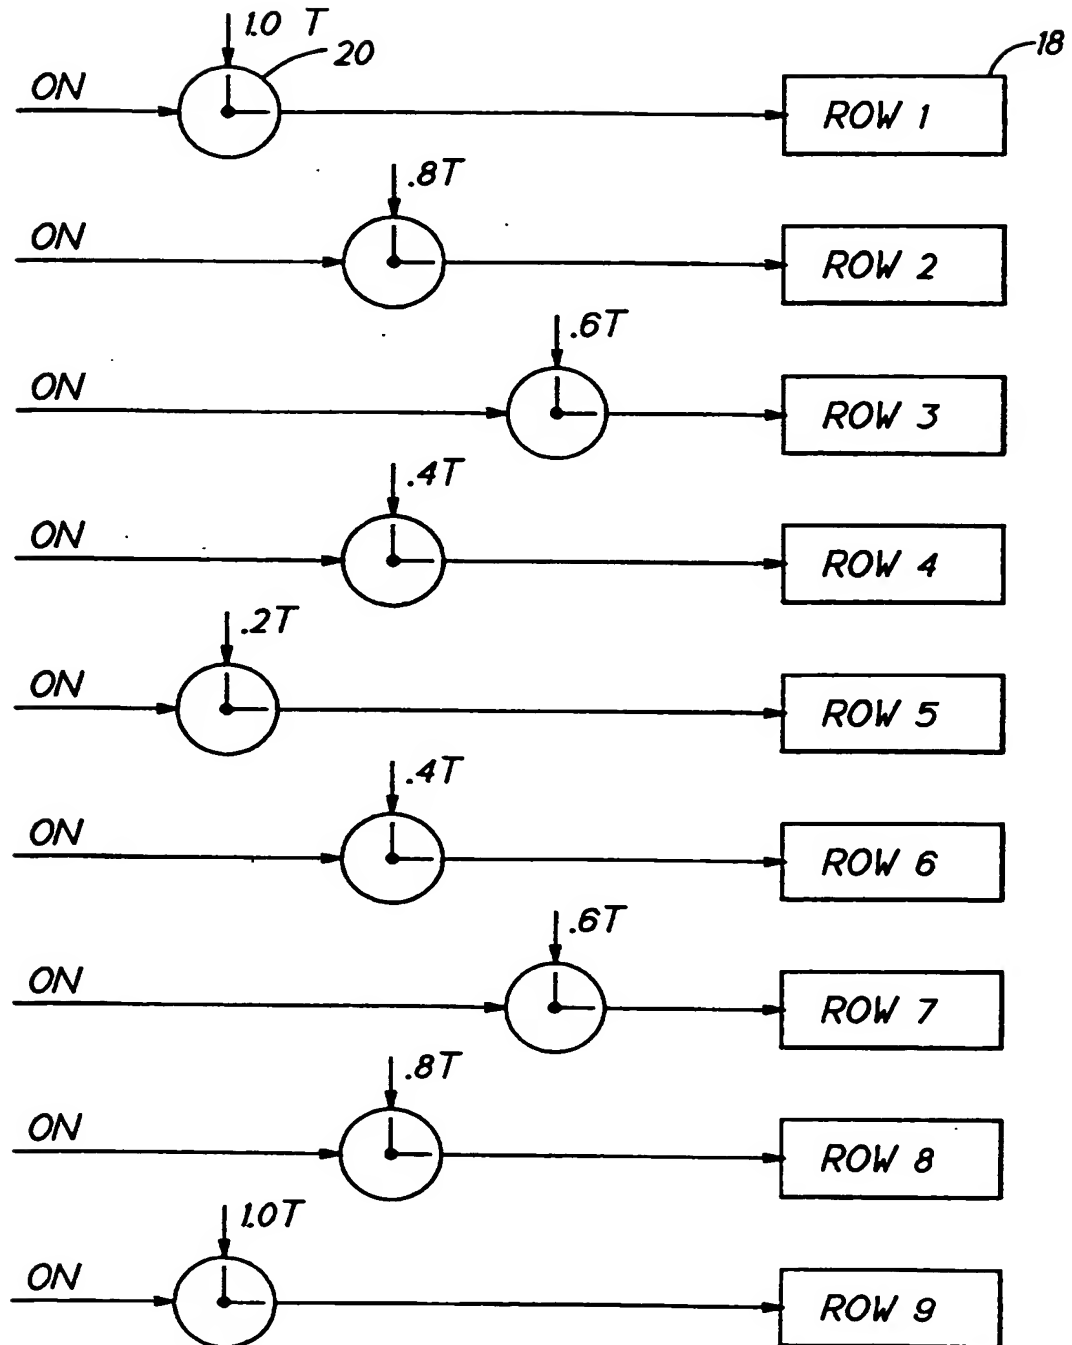 1.0 T
20
18
ON
ROW 1
.8T
ON
ROW 2
.6T
ON
ROW 3
.4T
ON
ROW 4
.2T
ON
ROW 5
.4T
ON
ROW 6
.6T
ON
ROW 7
.8T
ON
ROW 8
1.0T
ON
ROW 9